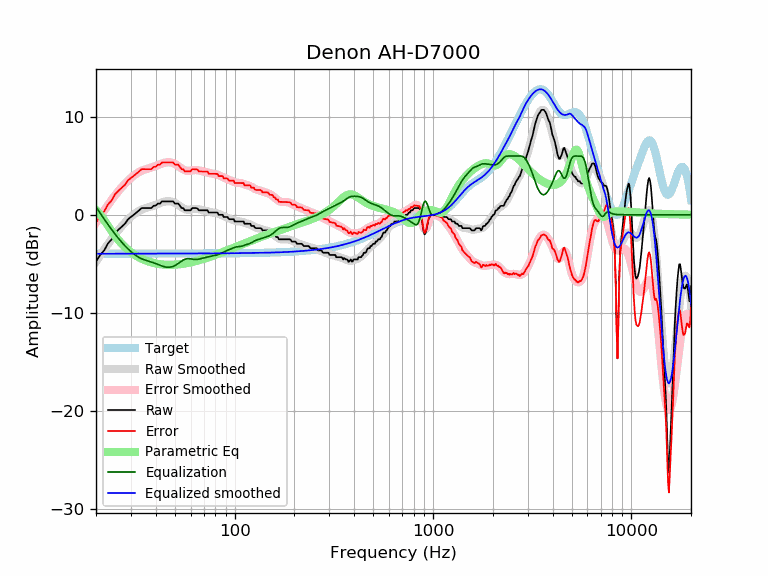 Denon AH-D7000
10
0
−10
−20
−30
Amplitude (dBr)
Target
Raw Smoothed
Error Smoothed
Raw
Error
Parametric Eq
Equalization
Equalized smoothed
100
1000
10000
Frequency (Hz)